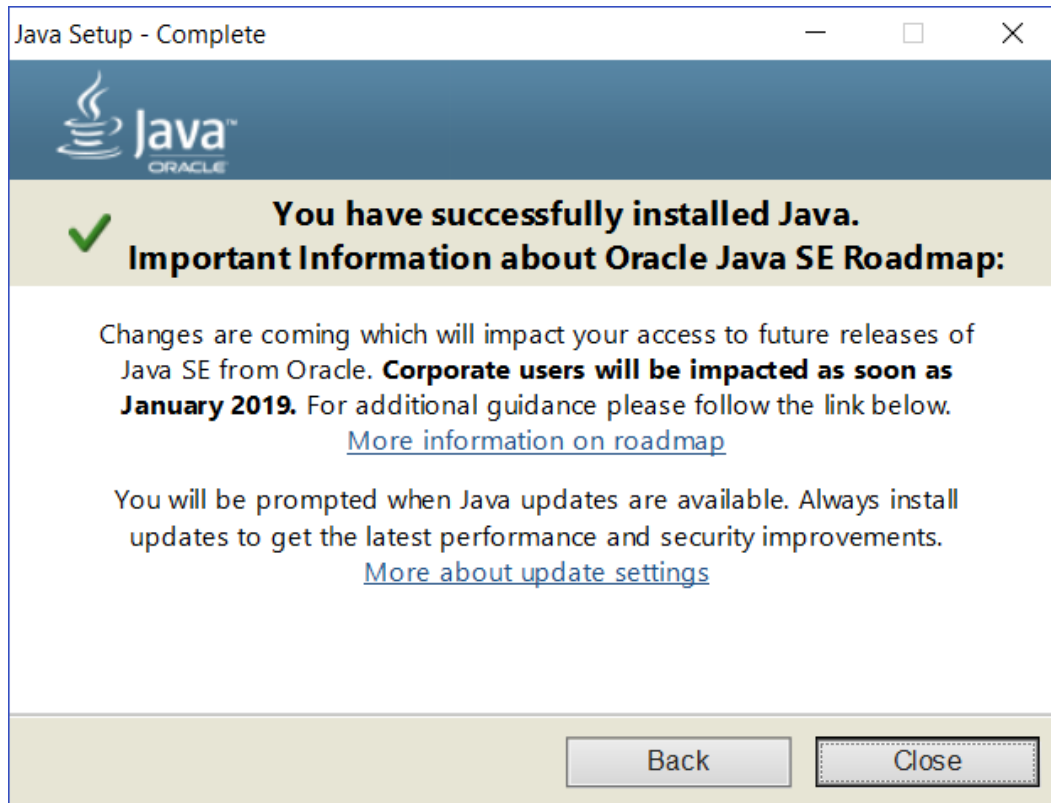 Java Setup - Complete
Java™
ORACLE
You have successfully installed Java.
Important Information about Oracle Java SE Roadmap:
Changes are coming which will impact your access to future releases of
Java SE from Oracle. Corporate users will be impacted as soon as
January 2019. For additional guidance please follow the link below.
More information on roadmap
You will be prompted when Java updates are available. Always install
updates to get the latest performance and security improvements.
More about update settings
Back
Close